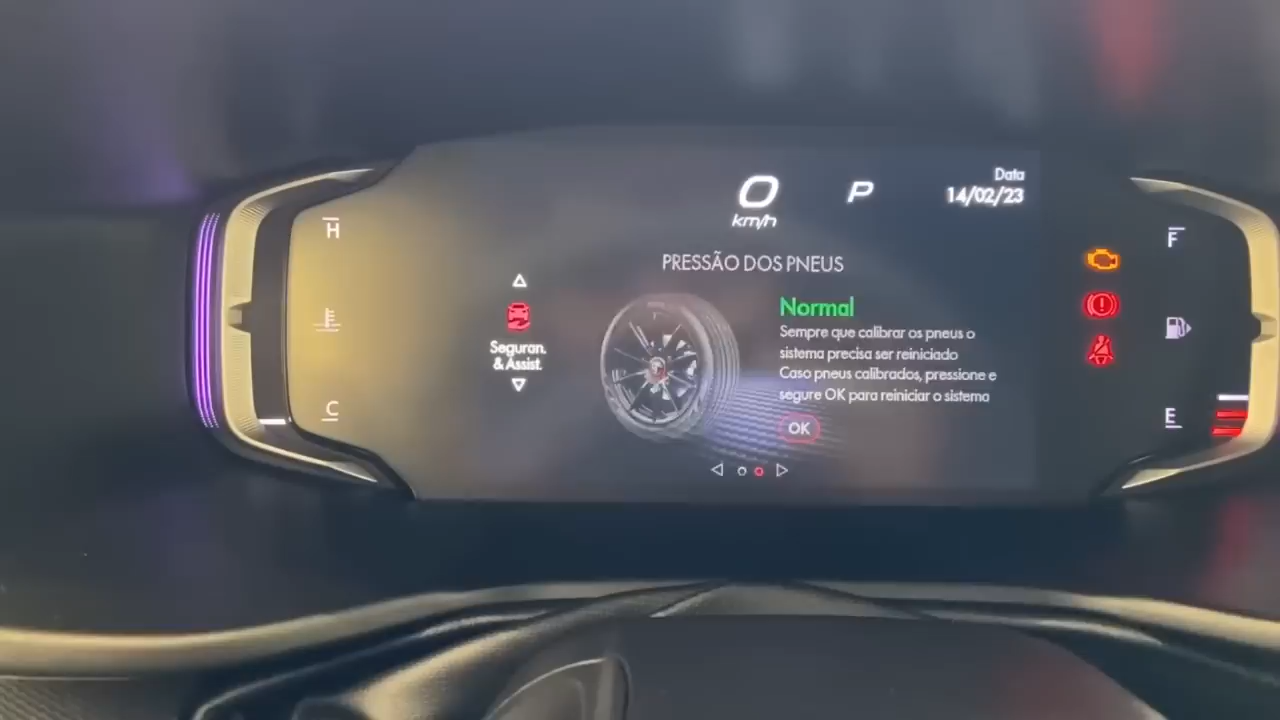 Data
0 P 14/02/23
km/h
H
F
PRESSÃO DOS PNEUS
Normal
Sempre que calibrar os pneus o
sistema precisa ser reiniciado
Caso pneus calibrados, pressione e
segure OK para reiniciar o sistema
OK
Seguran.
& Assist.
C
E